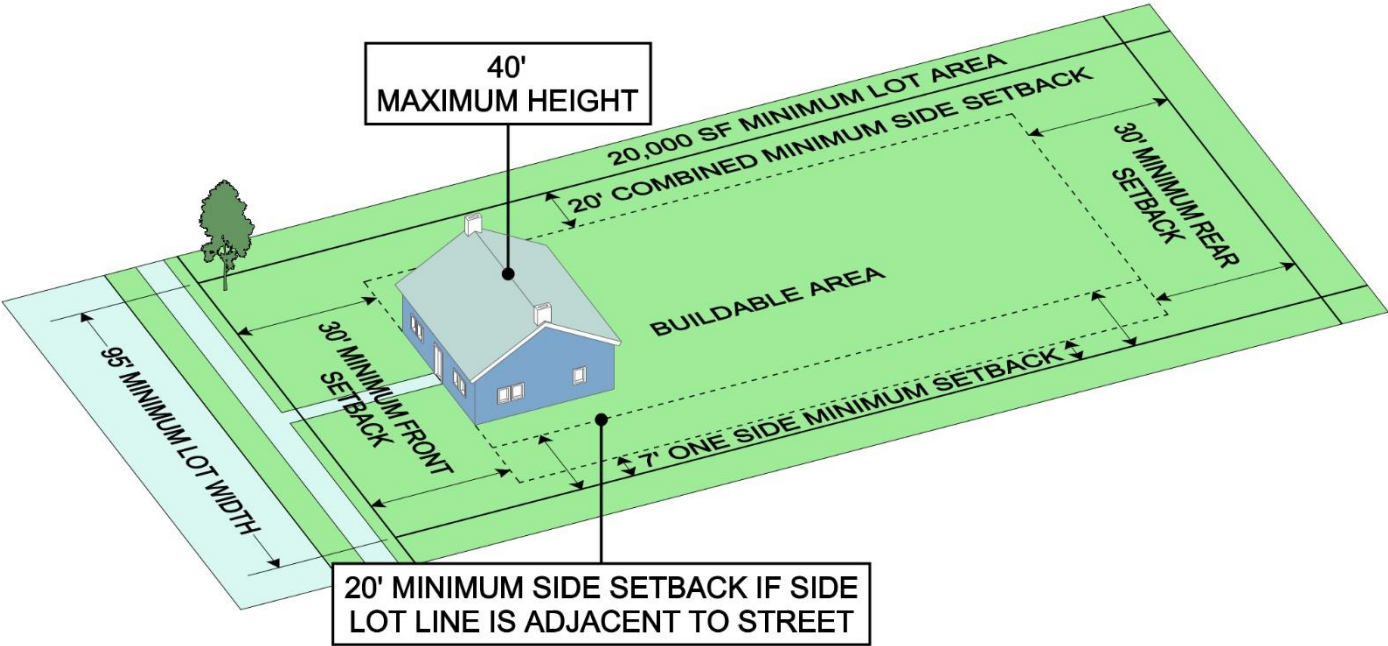 40'
MAXIMUM HEIGHT
20,000 SF MINIMUM LOT AREA
20' COMBINED MINIMUM SIDE SETBACK
30' MINIMUM REAR
SETBACK
BUILDABLE AREA
30' MINIMUM FRONT
SETBACK
95' MINIMUM LOT WIDTH
7' ONE SIDE MINIMUM SETBACK
20' MINIMUM SIDE SETBACK IF SIDE
LOT LINE IS ADJACENT TO STREET